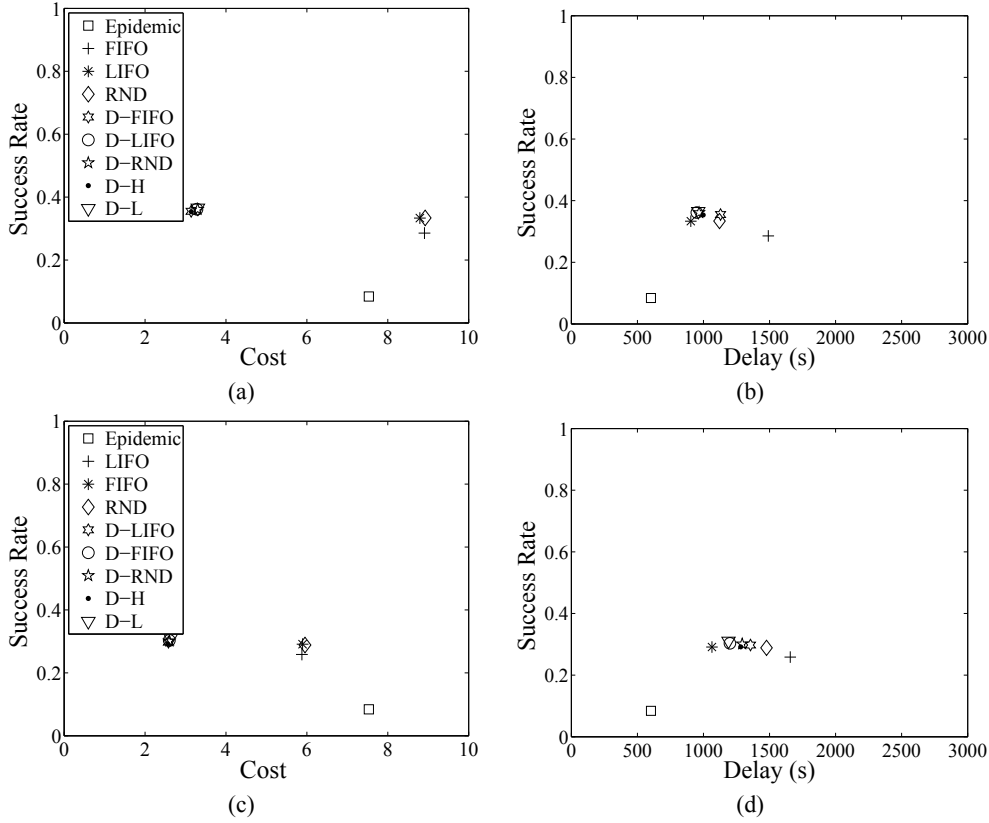 1
0.8
0.6
0.4
0.2
0
Success Rate
Epidemic
FIFO
LIFO
RND
D−FIFO
D−LIFO
D−RND
D−H
D−L
0 2 4 6 8 10
Cost
(a)
1
0.8
0.6
0.4
0.2
0
Success Rate
0 500 1000 1500 2000 2500 3000
Delay (s)
(b)
1
0.8
0.6
0.4
0.2
0
Success Rate
Epidemic
LIFO
FIFO
RND
D−LIFO
D−FIFO
D−RND
D−H
D−L
0 2 4 6 8 10
Cost
(c)
1
0.8
0.6
0.4
0.2
0
Success Rate
0 500 1000 1500 2000 2500 3000
Delay (s)
(d)